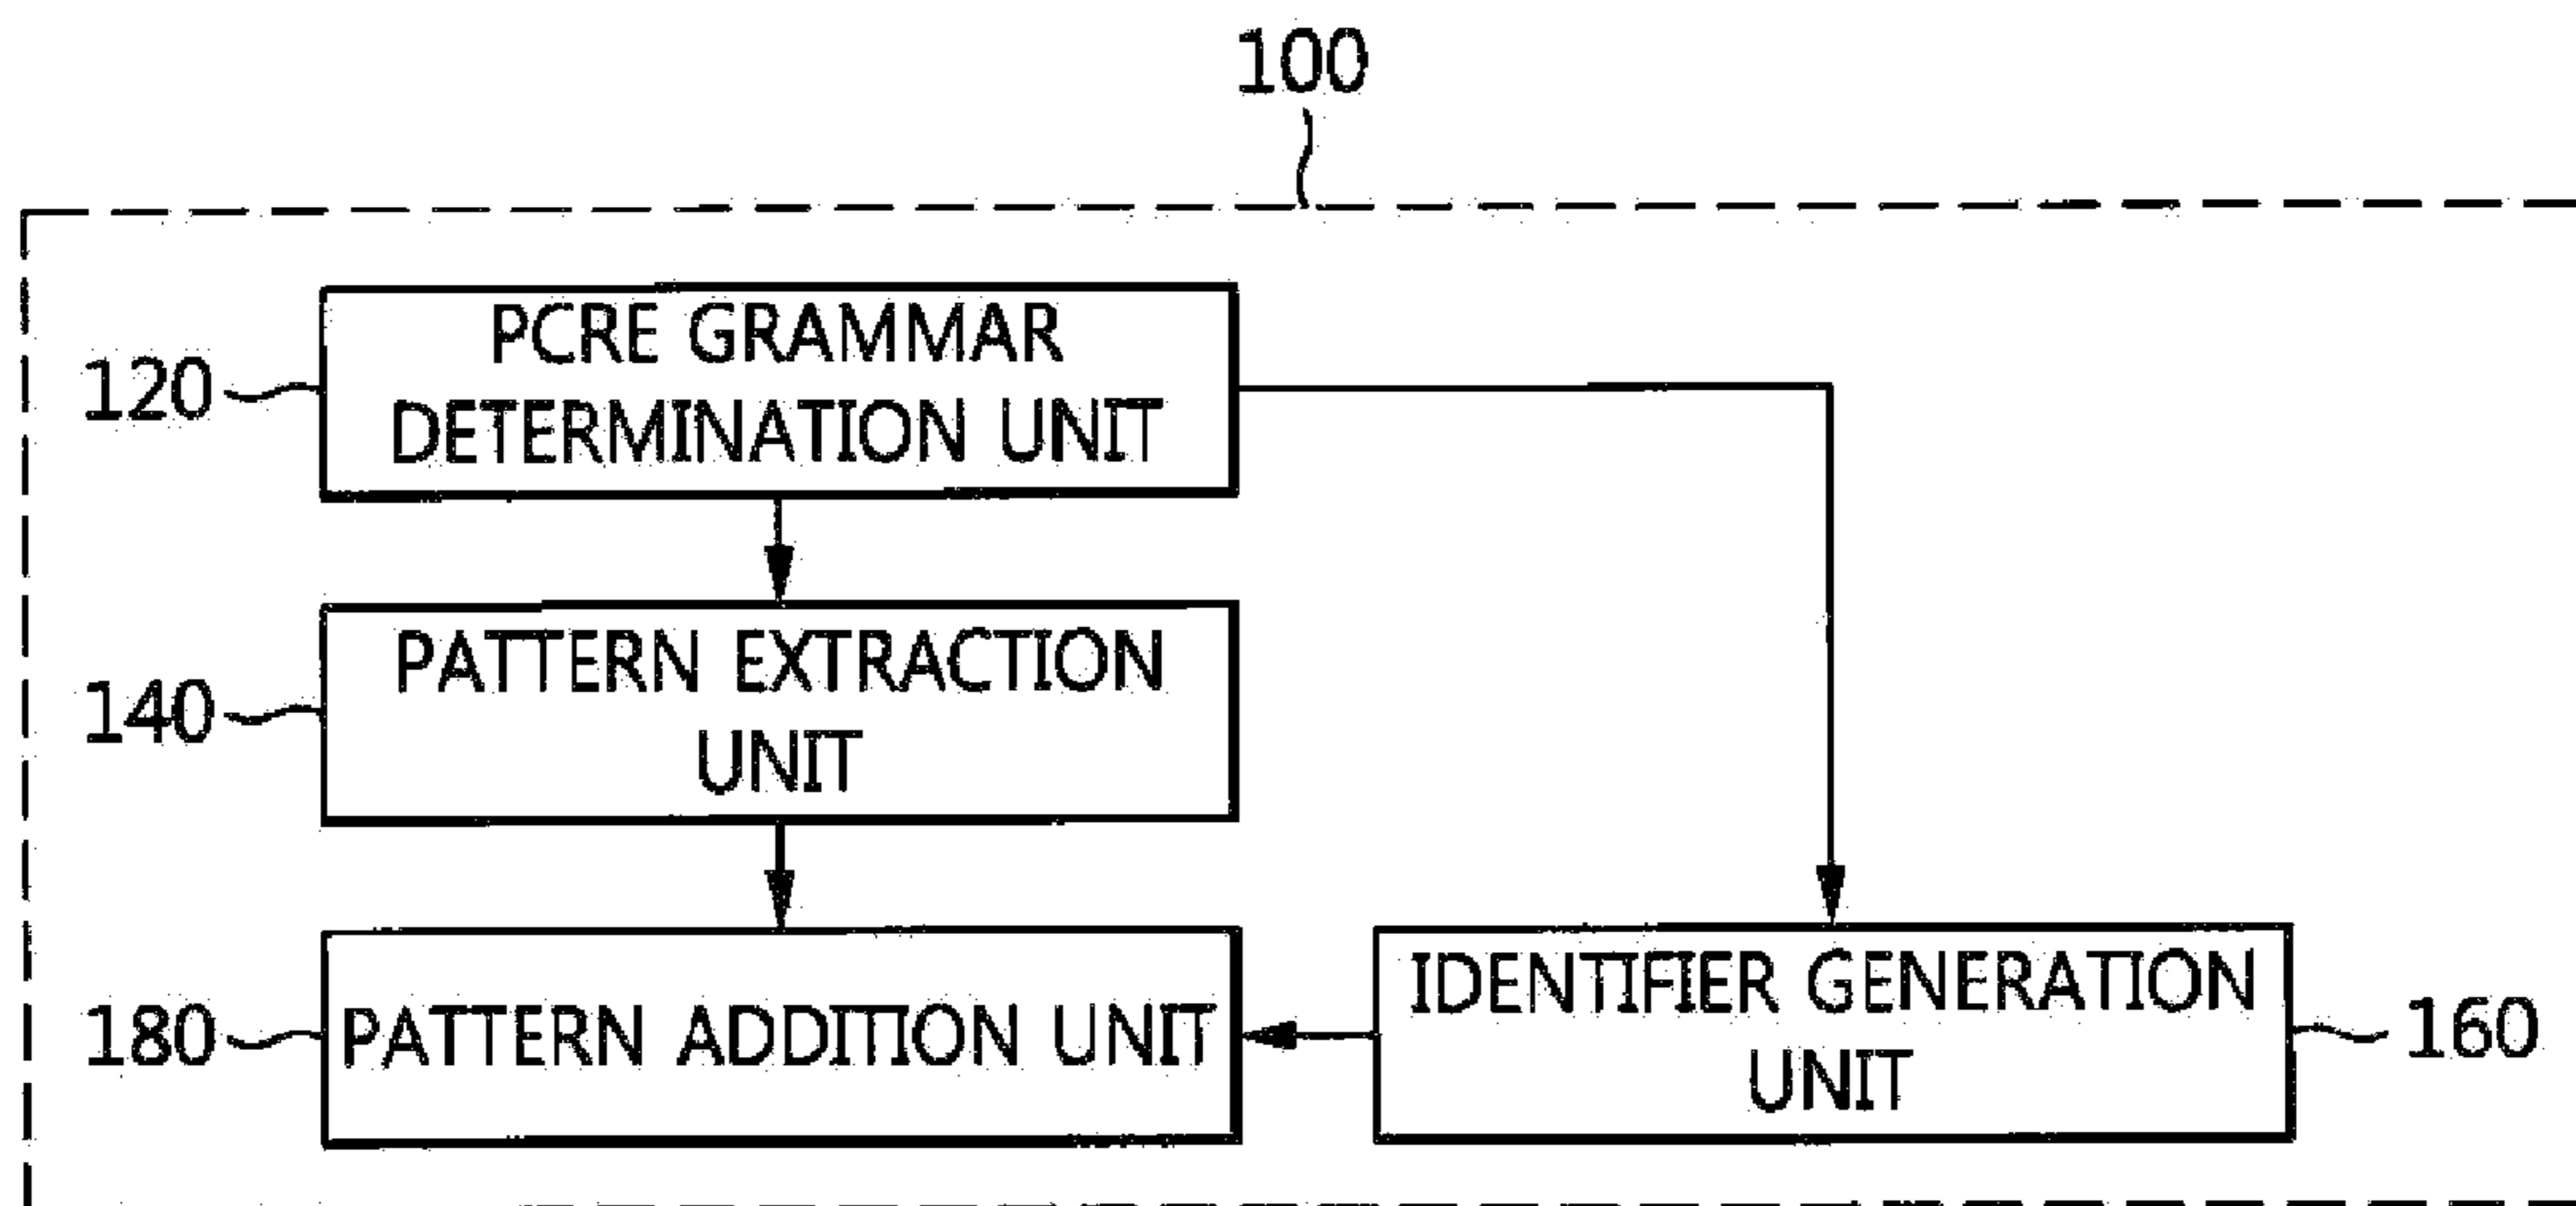 100
120
PCRE GRAMMAR
DETERMINATION UNIT
140
PATTERN EXTRACTION
UNIT
180
PATTERN ADDITION UNIT
IDENTIFIER GENERATION
UNIT
160